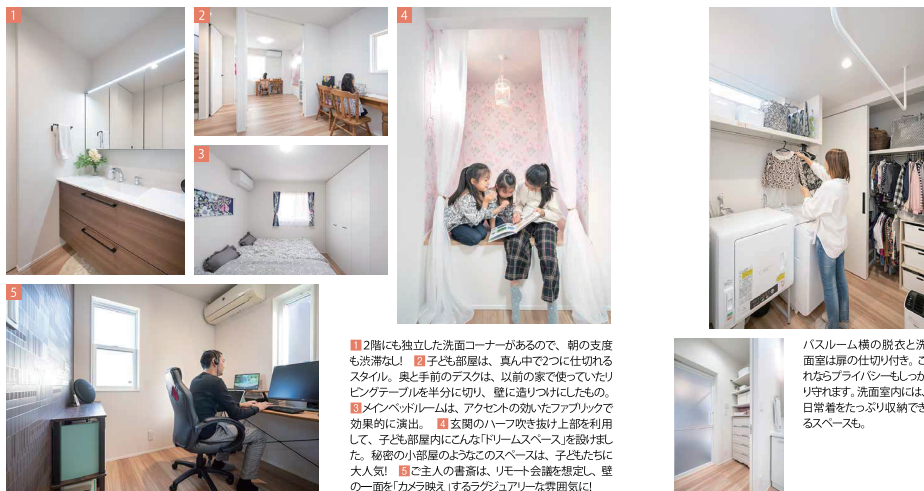 1
2
3
4
5
1 2階にも独立した洗面コーナーがあるので、朝の支度
も渋滞なし! 2 子ども部屋は、真ん中で2つに仕切れる
スタイル。奥と手前のデスクは、以前の家で使っていたリ
ビングテーブルを半分に切り、壁に造りつけにしたもの。
3 メインベッドルームは、アクセントの効いたファブリックで
効果的に演出。 4 玄関のハーフ吹き抜け上部を利用
して、子ども部屋内にこんな「ドリームスペース」を設けまし
た。秘密の小部屋のようなこのスペースは、子どもたちに
大人気! 5 ご主人の書斎は、リモート会議を想定し、壁
の一面を「カメラ映え」するラグジュアリーな雰囲気に!
バスルーム横の脱衣と洗
面室は扉の仕切り付き。こ
れならプライバシーもしっか
り守れます。洗面室内には、
日常着をたっぷり収納でき
るスペースも。